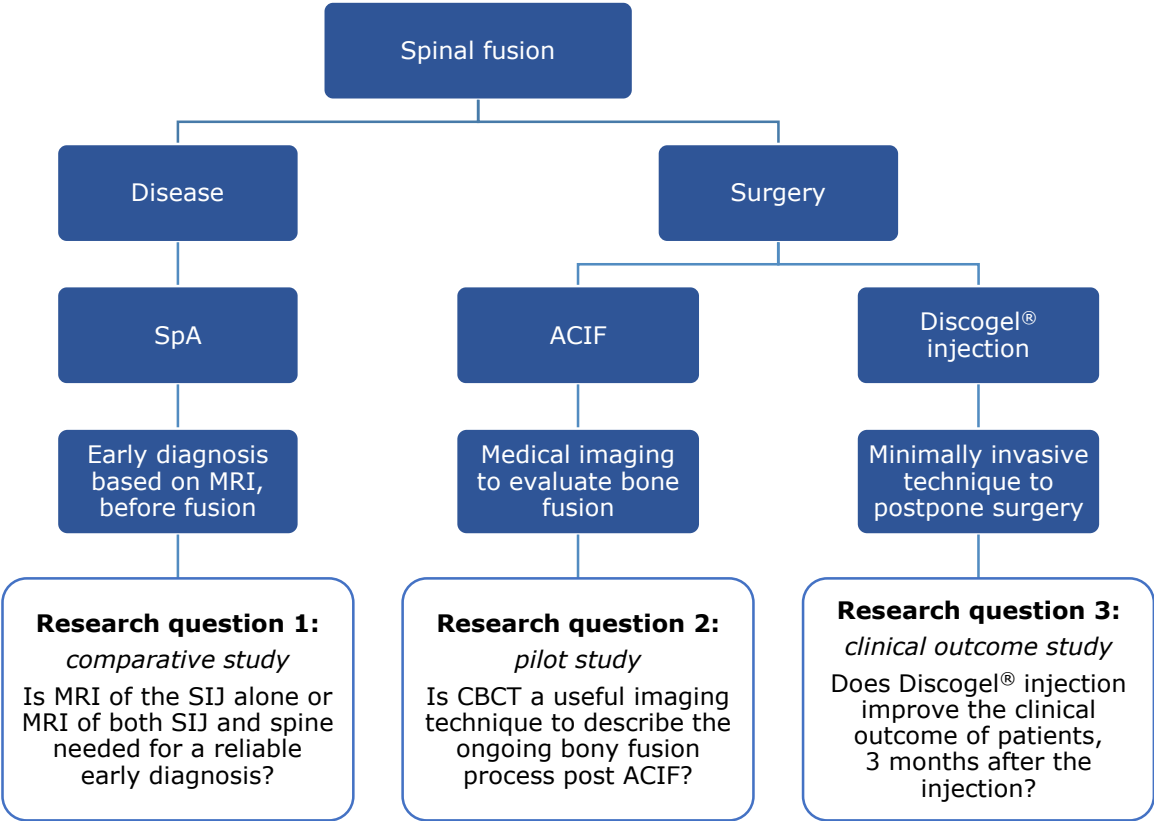 Spinal fusion
Disease
Surgery
SpA
ACIF
Discogel®
injection
Early diagnosis
based on MRI,
before fusion
Medical imaging
to evaluate bone
fusion
Minimally invasive
technique to
postpone surgery
Research question 1:
comparative study
Is MRI of the SIJ alone or
MRI of both SIJ and spine
needed for a reliable
early diagnosis?
Research question 2:
pilot study
Is CBCT a useful imaging
technique to describe the
ongoing bony fusion
process post ACIF?
Research question 3:
clinical outcome study
Does Discogel® injection
improve the clinical
outcome of patients,
3 months after the
injection?